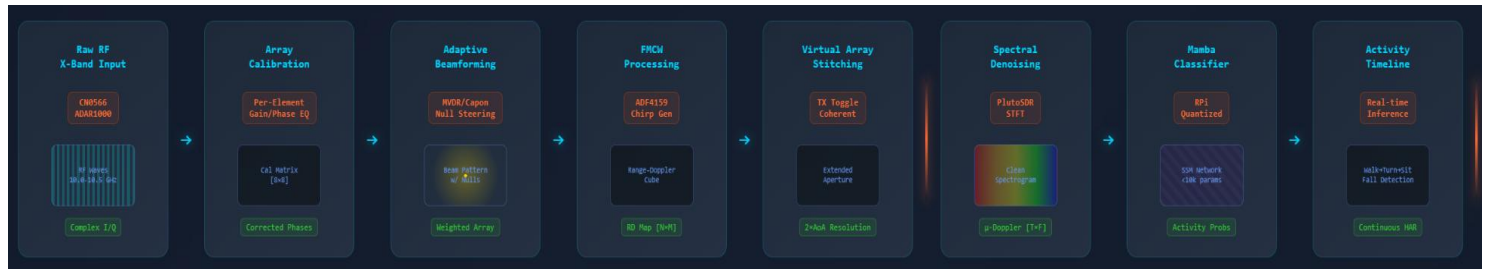 Raw RF
X-Band Input
CN0566
ADAR1000
RF Waves
10.0-10.5 GHz
Complex I/Q
→
Array
Calibration
Per-Element
Gain/Phase EQ
Cal Matrix
[8×8]
Corrected Phases
→
Adaptive
Beamforming
MVDR/Capon
Null Steering
Beam Pattern
w/ Nulls
Weighted Array
→
FMCW
Processing
ADF4159
Chirp Gen
Range-Doppler
Cube
RD Map [N×M]
→
Virtual Array
Stitching
TX Toggle
Coherent
Extended
Aperture
2×AoA Resolution
Spectral
Denoising
PlutoSDR
STFT
Clean
Spectrogram
μ-Doppler [T×F]
→
Mamba
Classifier
RPi
Quantized
SSM Network
<10k params
Activity Probs
→
Activity
Timeline
Real-time
Inference
Walk→Turn→Sit
Fall Detection
Continuous HAR